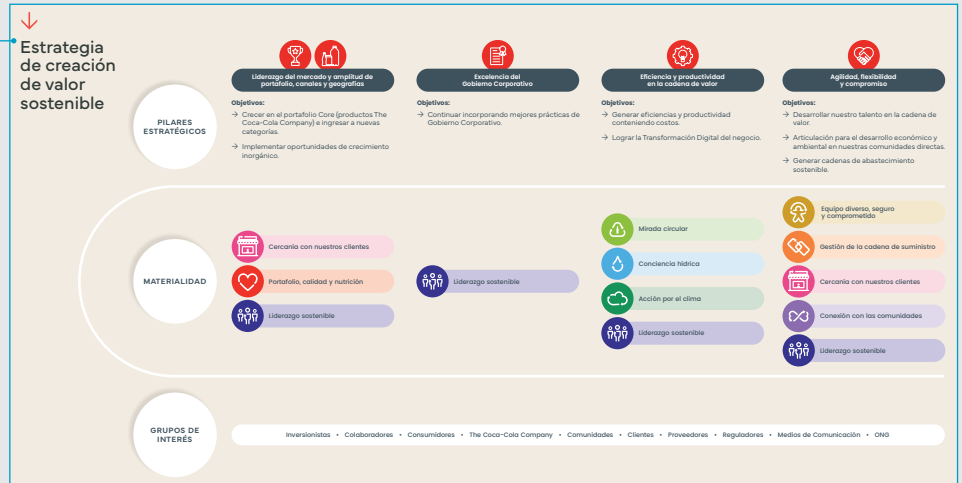 Estrategia
de creación
de valor
sostenible
PILARES
ESTRATÉGICOS
Liderazgo del mercado y amplitud de
portafolio, canales y geografías
Objetivos:
→ Crecer en el portafolio Core (productos The
Coca-Cola Company) e ingresar a nuevas
categorías.
→ Implementar oportunidades de crecimiento
inorgánico.
Excelencia del
Gobierno Corporativo
Objetivos:
→ Continuar incorporando mejores prácticas de
Gobierno Corporativo.
Eficiencia y productividad
en la cadena de valor
Objetivos:
→ Generar eficiencias y productividad
conteniendo costos.
→ Lograr la Transformación Digital del negocio.
Agilidad, flexibilidad
y compromiso
Objetivos:
→ Desarrollar nuestro talento en la cadena de
valor.
→ Articulación para el desarrollo económico y
ambiental en nuestras comunidades directas.
→ Generar cadenas de abastecimiento
sostenible.
MATERIALIDAD
Cercanía con nuestros clientes
Portafolio, calidad y nutrición
Liderazgo sostenible
Liderazgo sostenible
Mirada circular
Conciencia hídrica
Acción por el clima
Liderazgo sostenible
Equipo diverso, seguro
y comprometido
Gestión de la cadena de suministro
Cercanía con nuestros clientes
Conexión con las comunidades
Liderazgo sostenible
GRUPOS DE
INTERÉS
Inversionistas • Colaboradores • Consumidores • The Coca-Cola Company • Comunidades • Clientes • Proveedores • Reguladores • Medios de Comunicación • ONG